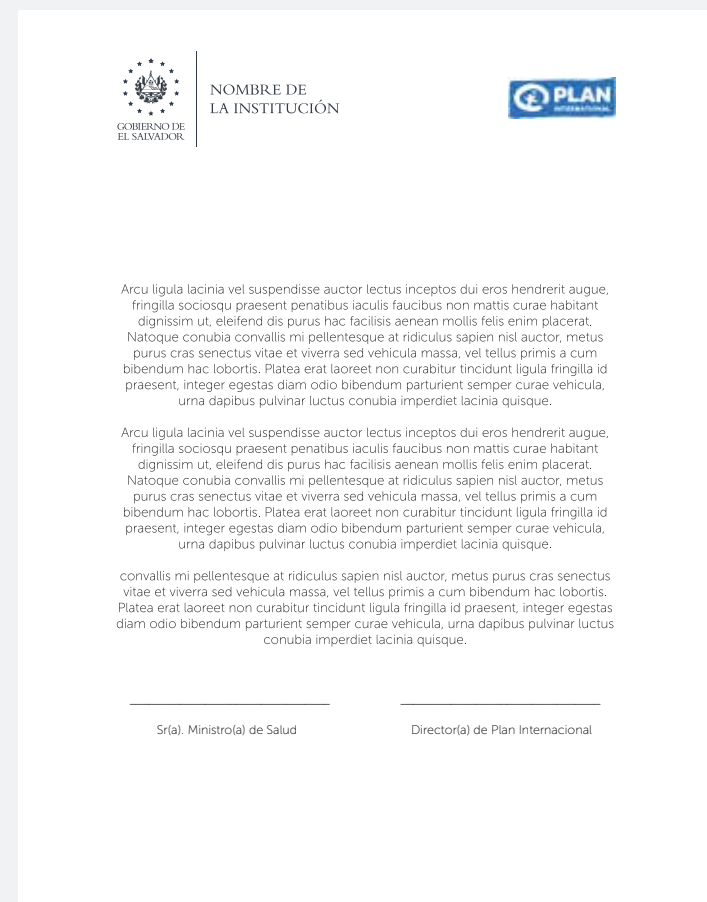 NOMBRE DE
LA INSTITUCIÓN
GOBIERNO DE
EL SALVADOR
PLAN
INTERNATIONAL
Arcu ligula lacinia vel suspendisse auctor lectus inceptos dui eros hendrerit augue,
fringilla sociosqu praesent penatibus iaculis faucibus non mattis curae habitant
dignissim ut, eleifend dis purus hac facilisis aenean mollis felis enim placerat.
Natoque conubia convallis mi pellentesque at ridiculus sapien nisl auctor, metus
purus cras senectus vitae et viverra sed vehicula massa, vel tellus primis a cum
bibendum hac lobortis. Platea erat laoreet non curabitur tincidunt ligula fringilla id
praesent, integer egestas diam odio bibendum parturient semper curae vehicula,
urna dapibus pulvinar luctus conubia imperdiet lacinia quisque.
Arcu ligula lacinia vel suspendisse auctor lectus inceptos dui eros hendrerit augue,
fringilla sociosqu praesent penatibus iaculis faucibus non mattis curae habitant
dignissim ut, eleifend dis purus hac facilisis aenean mollis felis enim placerat.
Natoque conubia convallis mi pellentesque at ridiculus sapien nisl auctor, metus
purus cras senectus vitae et viverra sed vehicula massa, vel tellus primis a cum
bibendum hac lobortis. Platea erat laoreet non curabitur tincidunt ligula fringilla id
praesent, integer egestas diam odio bibendum parturient semper curae vehicula,
urna dapibus pulvinar luctus conubia imperdiet lacinia quisque.
convallis mi pellentesque at ridiculus sapien nisl auctor, metus purus cras senectus
vitae et viverra sed vehicula massa, vel tellus primis a cum bibendum hac lobortis.
Platea erat laoreet non curabitur tincidunt ligula fringilla id praesent, integer egestas
diam odio bibendum parturient semper curae vehicula, urna dapibus pulvinar luctus
conubia imperdiet lacinia quisque.
Sr(a). Ministro(a) de Salud
Director(a) de Plan Internacional